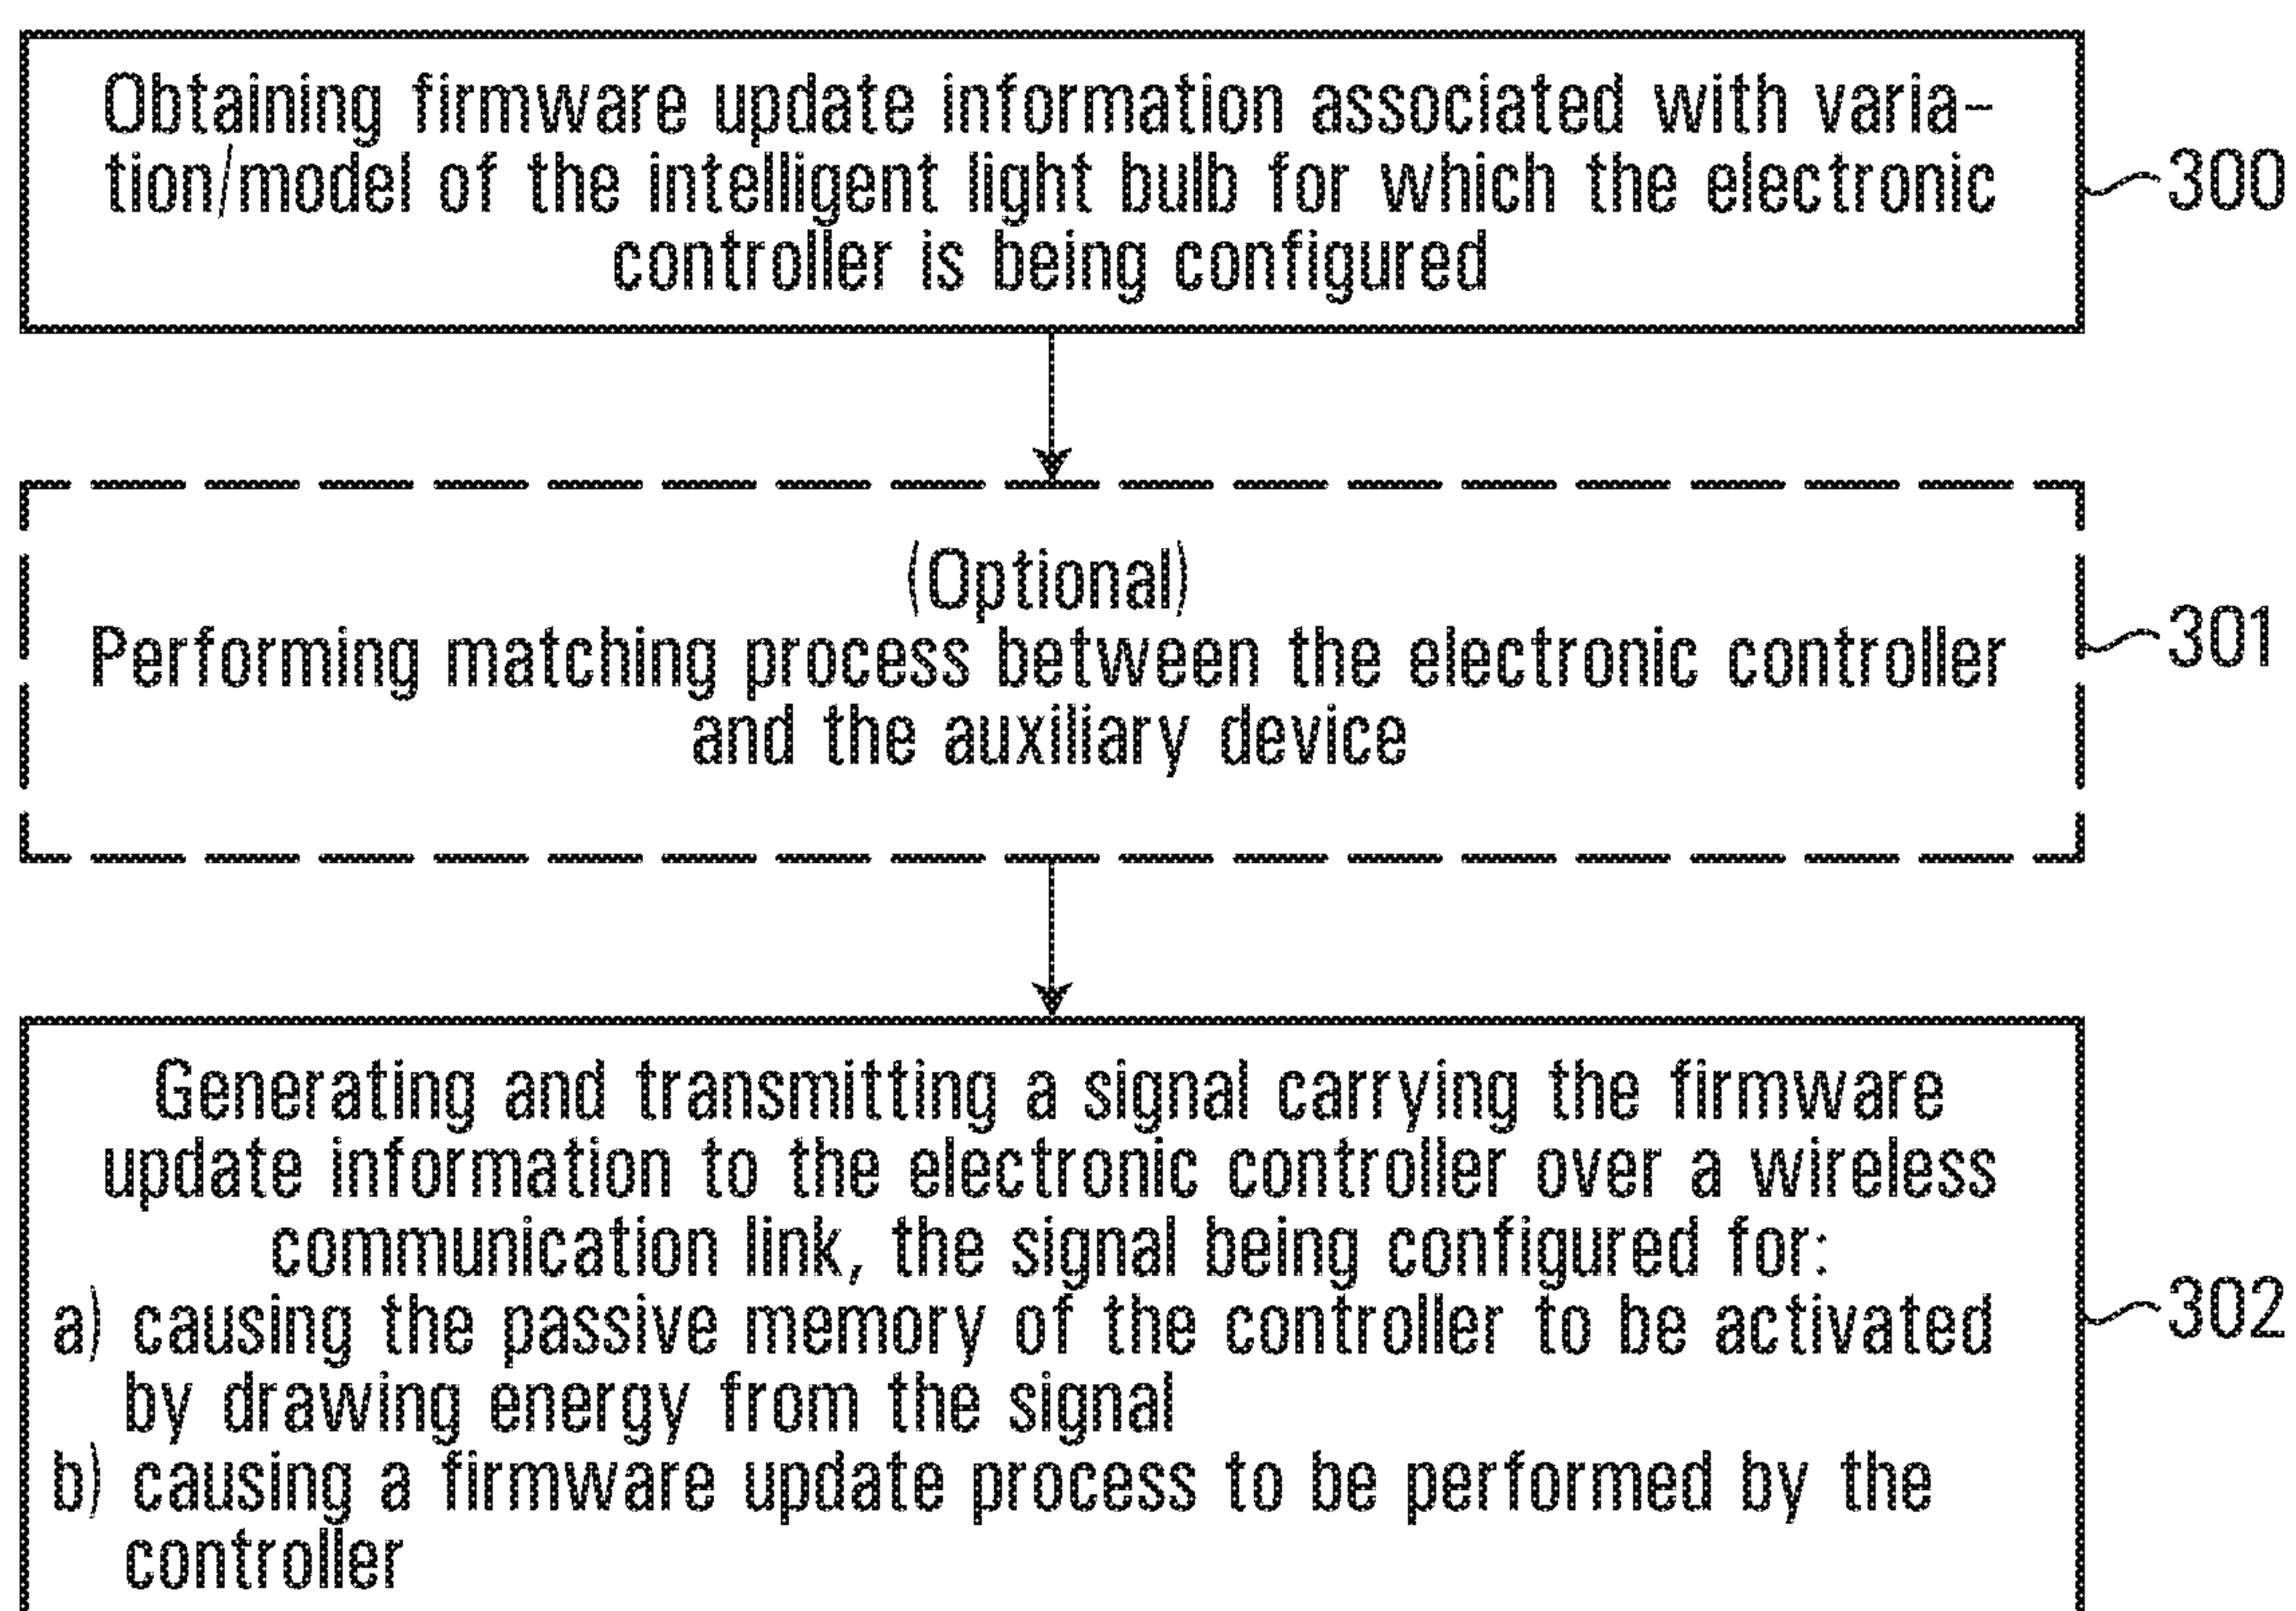 Obtaining firmware update information associated with varia-
tion/model of the intelligent light bulb for which the electronic
controller is being configured
300
(Optional)
Performing matching process between the electronic controller
and the auxiliary device
301
Generating and transmitting a signal carrying the firmware
update information to the electronic controller over a wireless
communication link, the signal being configured for:
a) causing the passive memory of the controller to be activated
by drawing energy from the signal
b) causing a firmware update process to be performed by the
controller
302